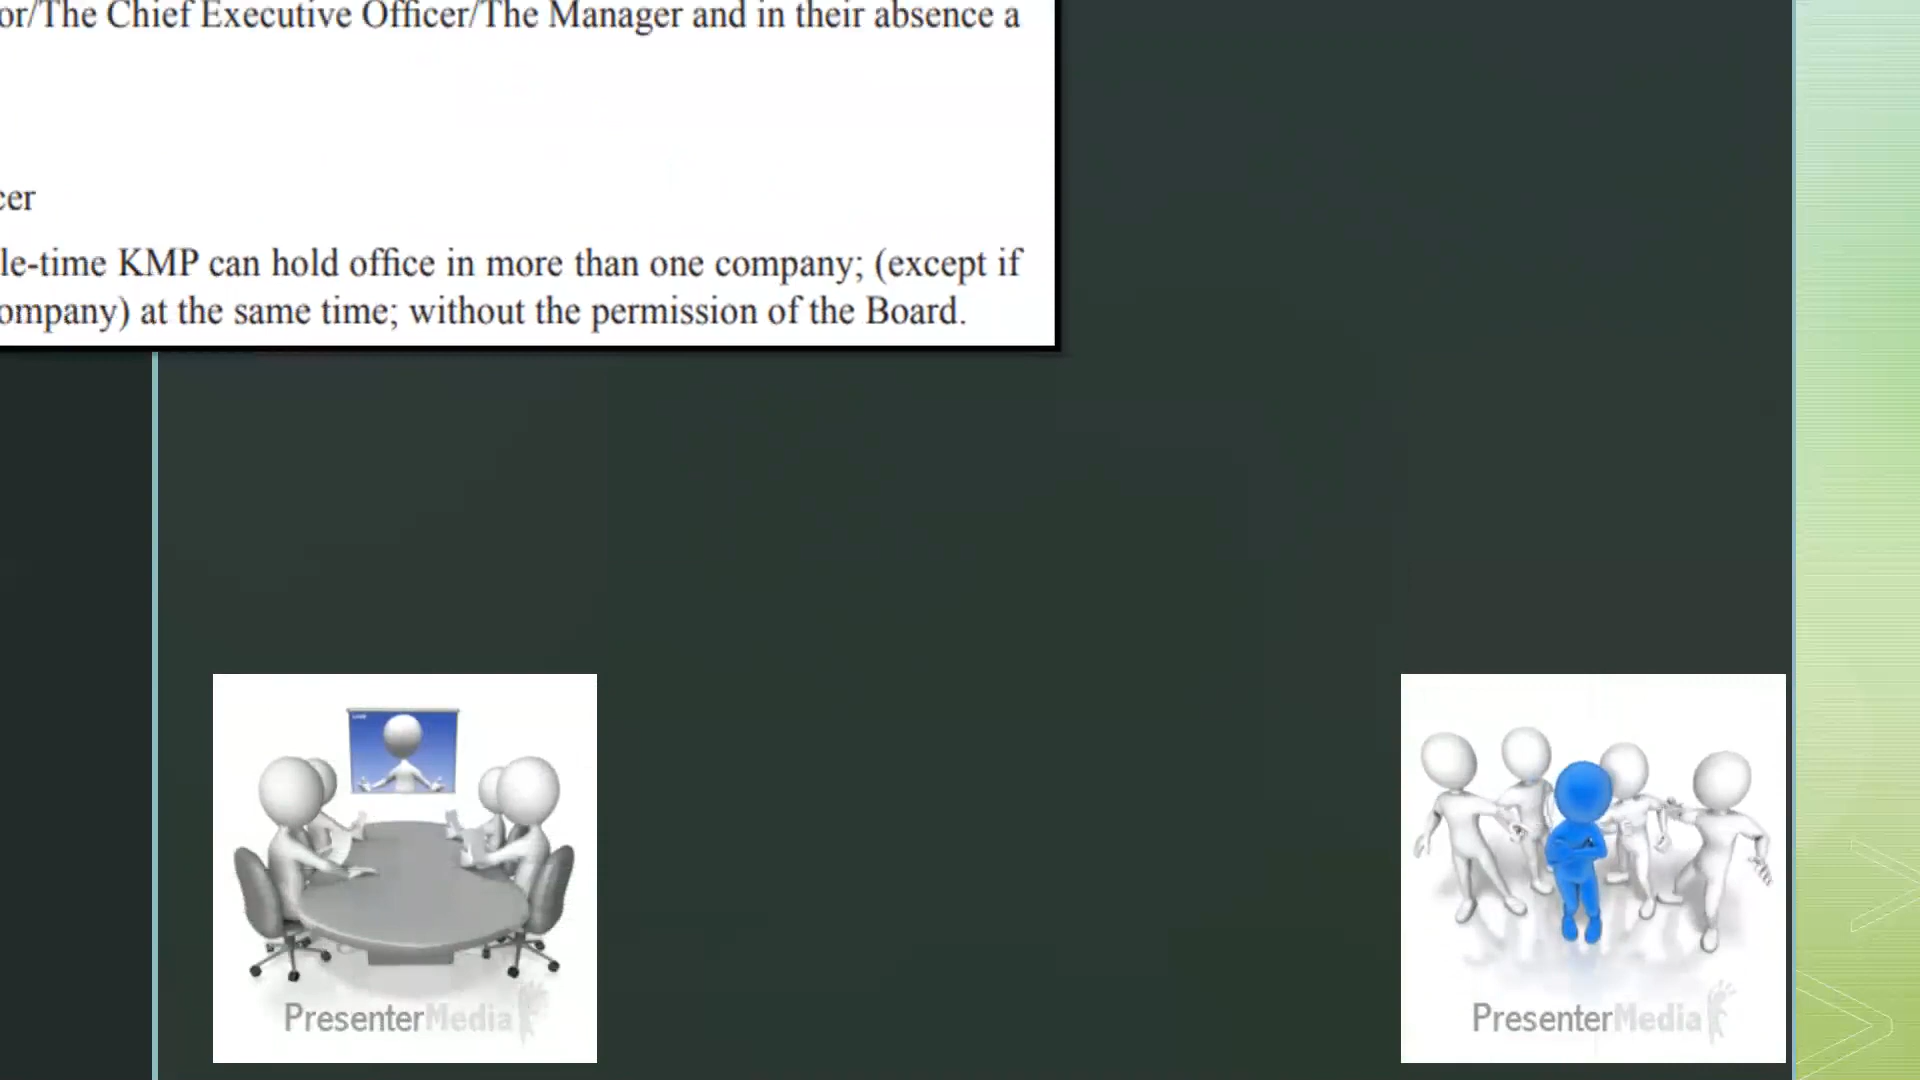 or/The Chief Executive Officer/The Manager and in their absence a
cer
le-time KMP can hold office in more than one company; (except if
ompany) at the same time; without the permission of the Board.
PresenterMedia
PresenterMedia